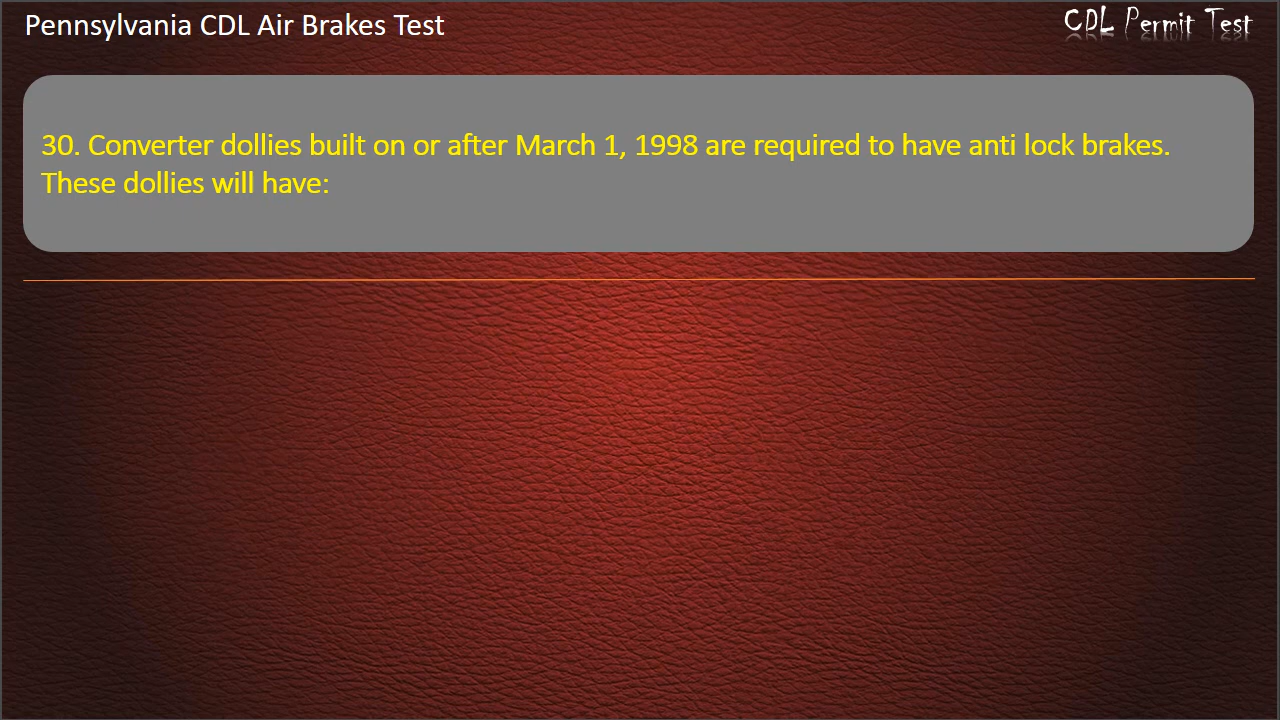 Pennsylvania CDL Air Brakes Test
CDL Permit Test
30. Converter dollies built on or after March 1, 1998 are required to have anti lock brakes.
These dollies will have: